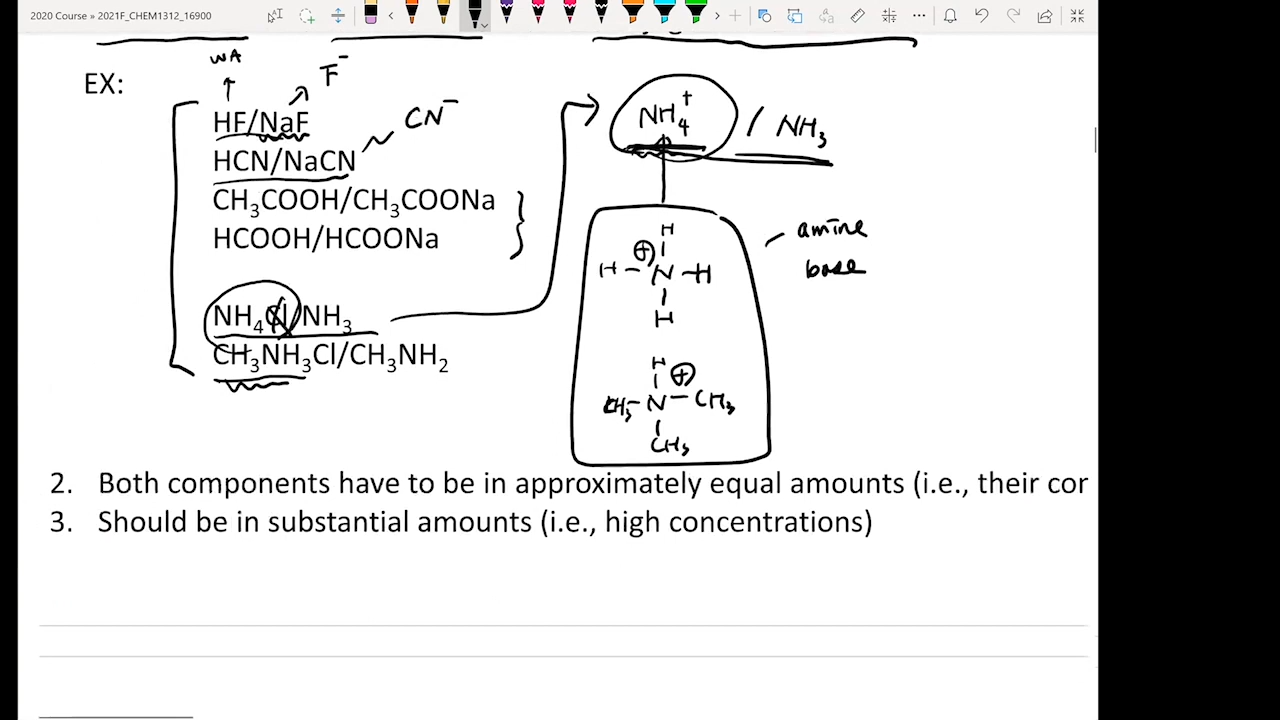 2020 Course » 2021F_CHEM1312_16900
EX:
WA
F⁻
HF/NaF
CN⁻
HCN/NaCN
CH₃COOH/CH₃COONa
HCOOH/HCOONa
NH₄Cl/NH₃
CH₃NH₃Cl/CH₃NH₂
NH₄⁺ / NH₃
H
⊕
H-N-H
H
H
⊕
CH₃-N-CH₃
CH₃
amine
base
2. Both components have to be in approximately equal amounts (i.e., their cor
3. Should be in substantial amounts (i.e., high concentrations)